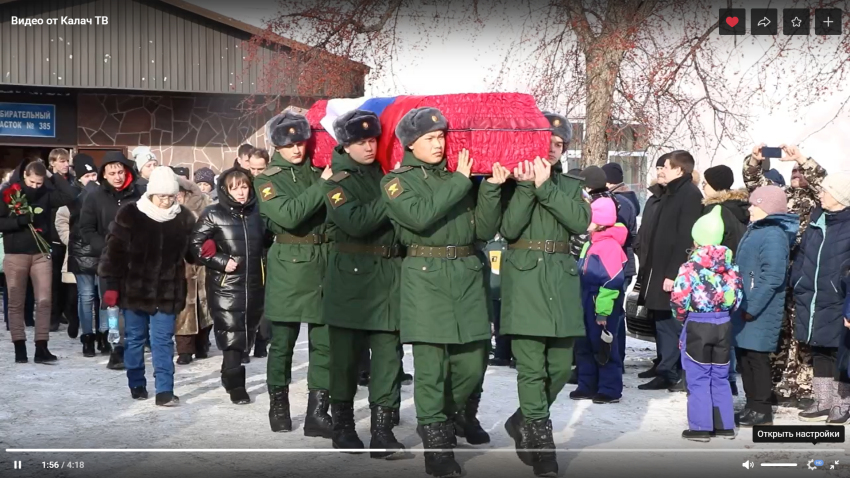 Видео от Калач ТВ
БИРАТЕЛЬНЫЙ
АСТОК № 385
Открыть настройки
1:56 / 4:18